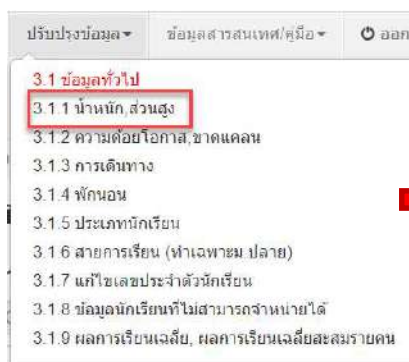 ปรับปรุงข้อมูล ข้อมูลสารสนเทศ/คู่มือ ออก
3.1 ข้อมูลทั่วไป
3.1.1 น้ำหนัก,ส่วนสูง
3.1.2 ความด้อยโอกาส,ขาดแคลน
3.1.3 การเดินทาง
3.1.4 พักนอน
3.1.5 ประเภทนักเรียน
3.1.6 สายการเรียน (ทำเฉพาะม.ปลาย)
3.1.7 แก้ไขเลขประจำตัวนักเรียน
3.1.8 ข้อมูลนักเรียนที่ไม่สามารถจำหน่ายได้
3.1.9 ผลการเรียนเฉลี่ย, ผลการเรียนเฉลี่ยสะสมรายคน